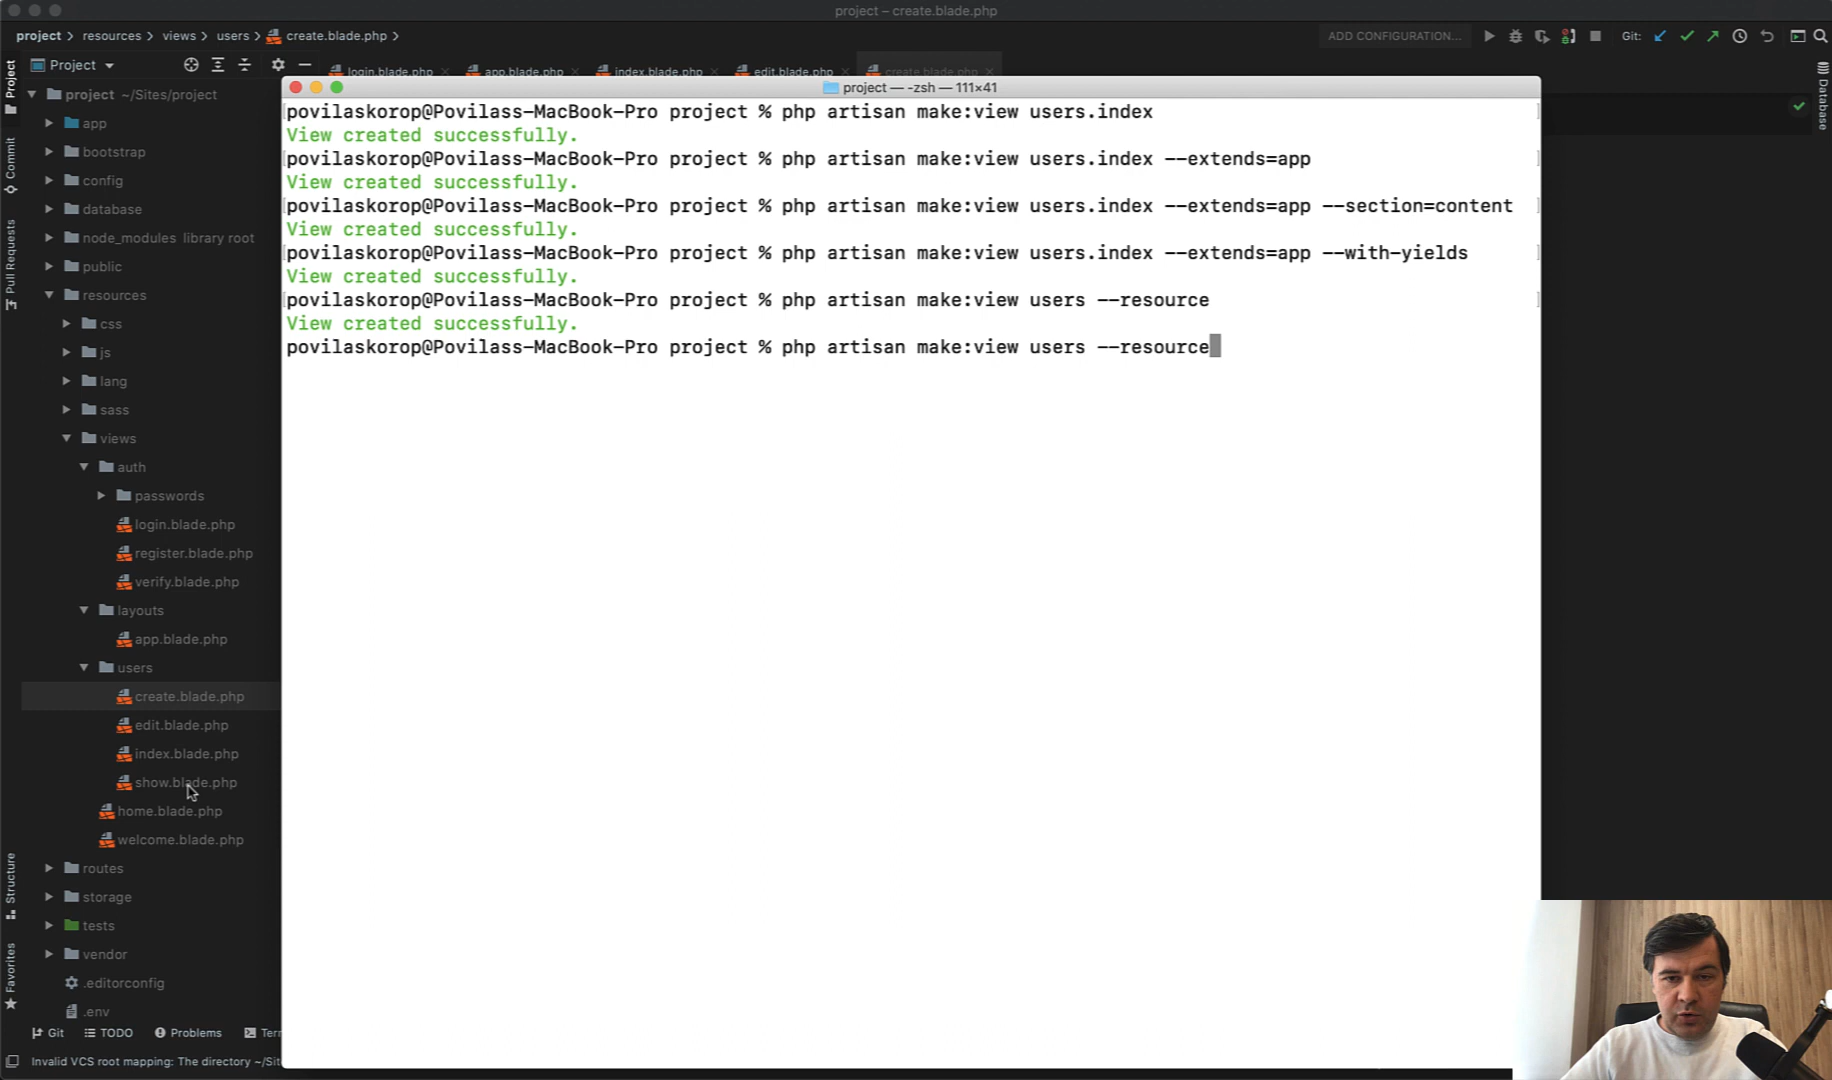 project – create.blade.php
project resources views users create.blade.php
ADD CONFIGURATION... Git:
Project
login.blade.php app.blade.php index.blade.php edit.blade.php create.blade.php
project ~/Sites/project
app
bootstrap
config
database
node_modules library root
public
resources
css
js
lang
sass
views
auth
passwords
login.blade.php
register.blade.php
verify.blade.php
layouts
app.blade.php
users
create.blade.php
edit.blade.php
index.blade.php
show.blade.php
home.blade.php
welcome.blade.php
routes
storage
tests
vendor
.editorconfig
.env
Project
Commit
Pull Requests
Structure
Favorites
Database
project — -zsh — 111×41
povilaskorop@Povilass-MacBook-Pro project % php artisan make:view users.index
View created successfully.
povilaskorop@Povilass-MacBook-Pro project % php artisan make:view users.index --extends=app
View created successfully.
povilaskorop@Povilass-MacBook-Pro project % php artisan make:view users.index --extends=app --section=content
View created successfully.
povilaskorop@Povilass-MacBook-Pro project % php artisan make:view users.index --extends=app --with-yields
View created successfully.
povilaskorop@Povilass-MacBook-Pro project % php artisan make:view users --resource
View created successfully.
povilaskorop@Povilass-MacBook-Pro project % php artisan make:view users --resource
Git TODO Problems Ter
Invalid VCS root mapping: The directory ~/Sit